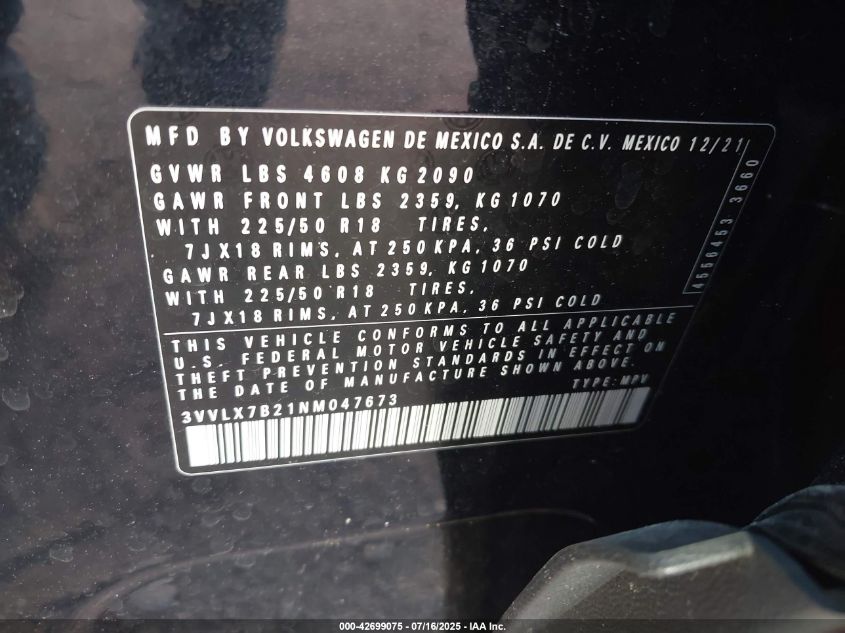 MFD BY VOLKSWAGEN DE MEXICO S.A. DE C.V. MEXICO 12/21
GVWR LBS 4608 KG 2090
GAWR FRONT LBS 2359, KG 1070
WITH 225/50 R18 TIRES,
7JX18 RIMS, AT 250 KPA, 36 PSI COLD
GAWR REAR LBS 2359, KG 1070
WITH 225/50 R18 TIRES,
7JX18 RIMS, AT 250 KPA, 36 PSI COLD
4556453 3660
THIS VEHICLE CONFORMS TO ALL APPLICABLE
U.S. FEDERAL MOTOR VEHICLE SAFETY AND
THEFT PREVENTION STANDARDS IN EFFECT ON
THE DATE OF MANUFACTURE SHOWN ABOVE.
TYPE: MPV
3VVLX7B21NM047673
000-42699075 - 07/16/2025 - IAA Inc.